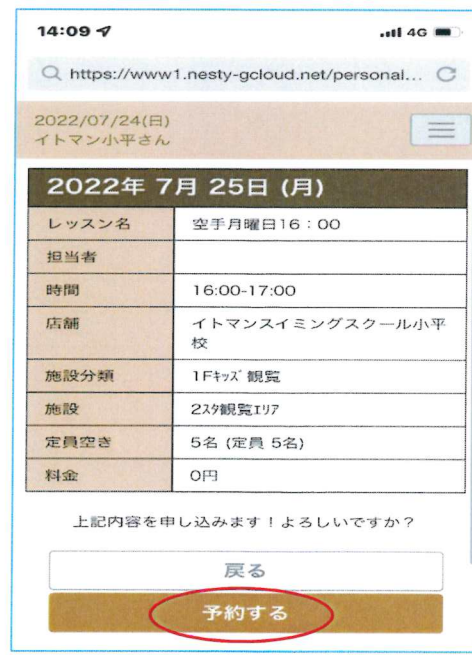 14:09
4G
https://www1.nesty-gcloud.net/personal...
2022/07/24(日)
イトマン小平さん
2022年 7月 25日 (月)
レッスン名 空手月曜日16：00
担当者
時間 16:00-17:00
店舗 イトマンスイミングスクール小平
校
施設分類 1Fｷｯｽﾞ観覧
施設 2ｽﾀ観覧ｴﾘｱ
定員空き 5名 (定員 5名)
料金 0円
上記内容を申し込みます！よろしいですか？
戻る
予約する